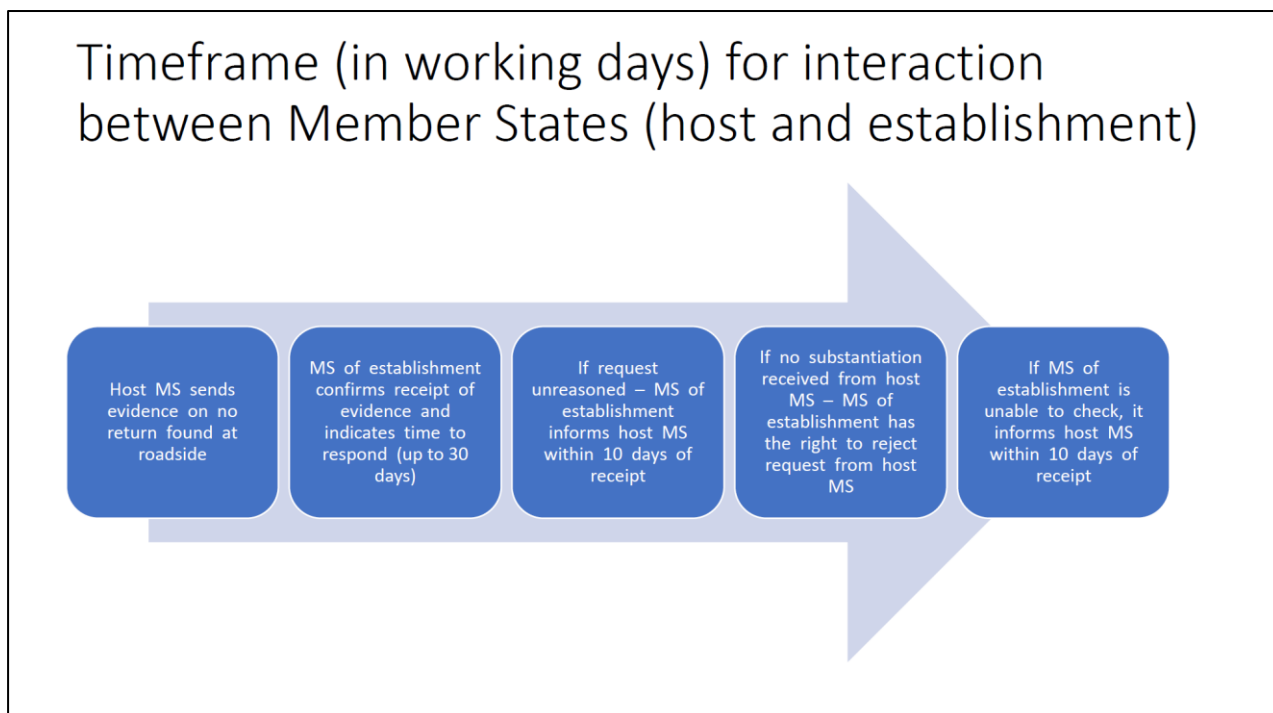 Timeframe (in working days) for interaction
between Member States (host and establishment)
Host MS sends
evidence on no
return found at
roadside
MS of establishment
confirms receipt of
evidence and
indicates time to
respond (up to 30
days)
If request
unreasoned – MS of
establishment
informs host MS
within 10 days of
receipt
If no substantiation
received from host
MS – MS of
establishment has
the right to reject
request from host
MS
If MS of
establishment is
unable to check, it
informs host MS
within 10 days of
receipt